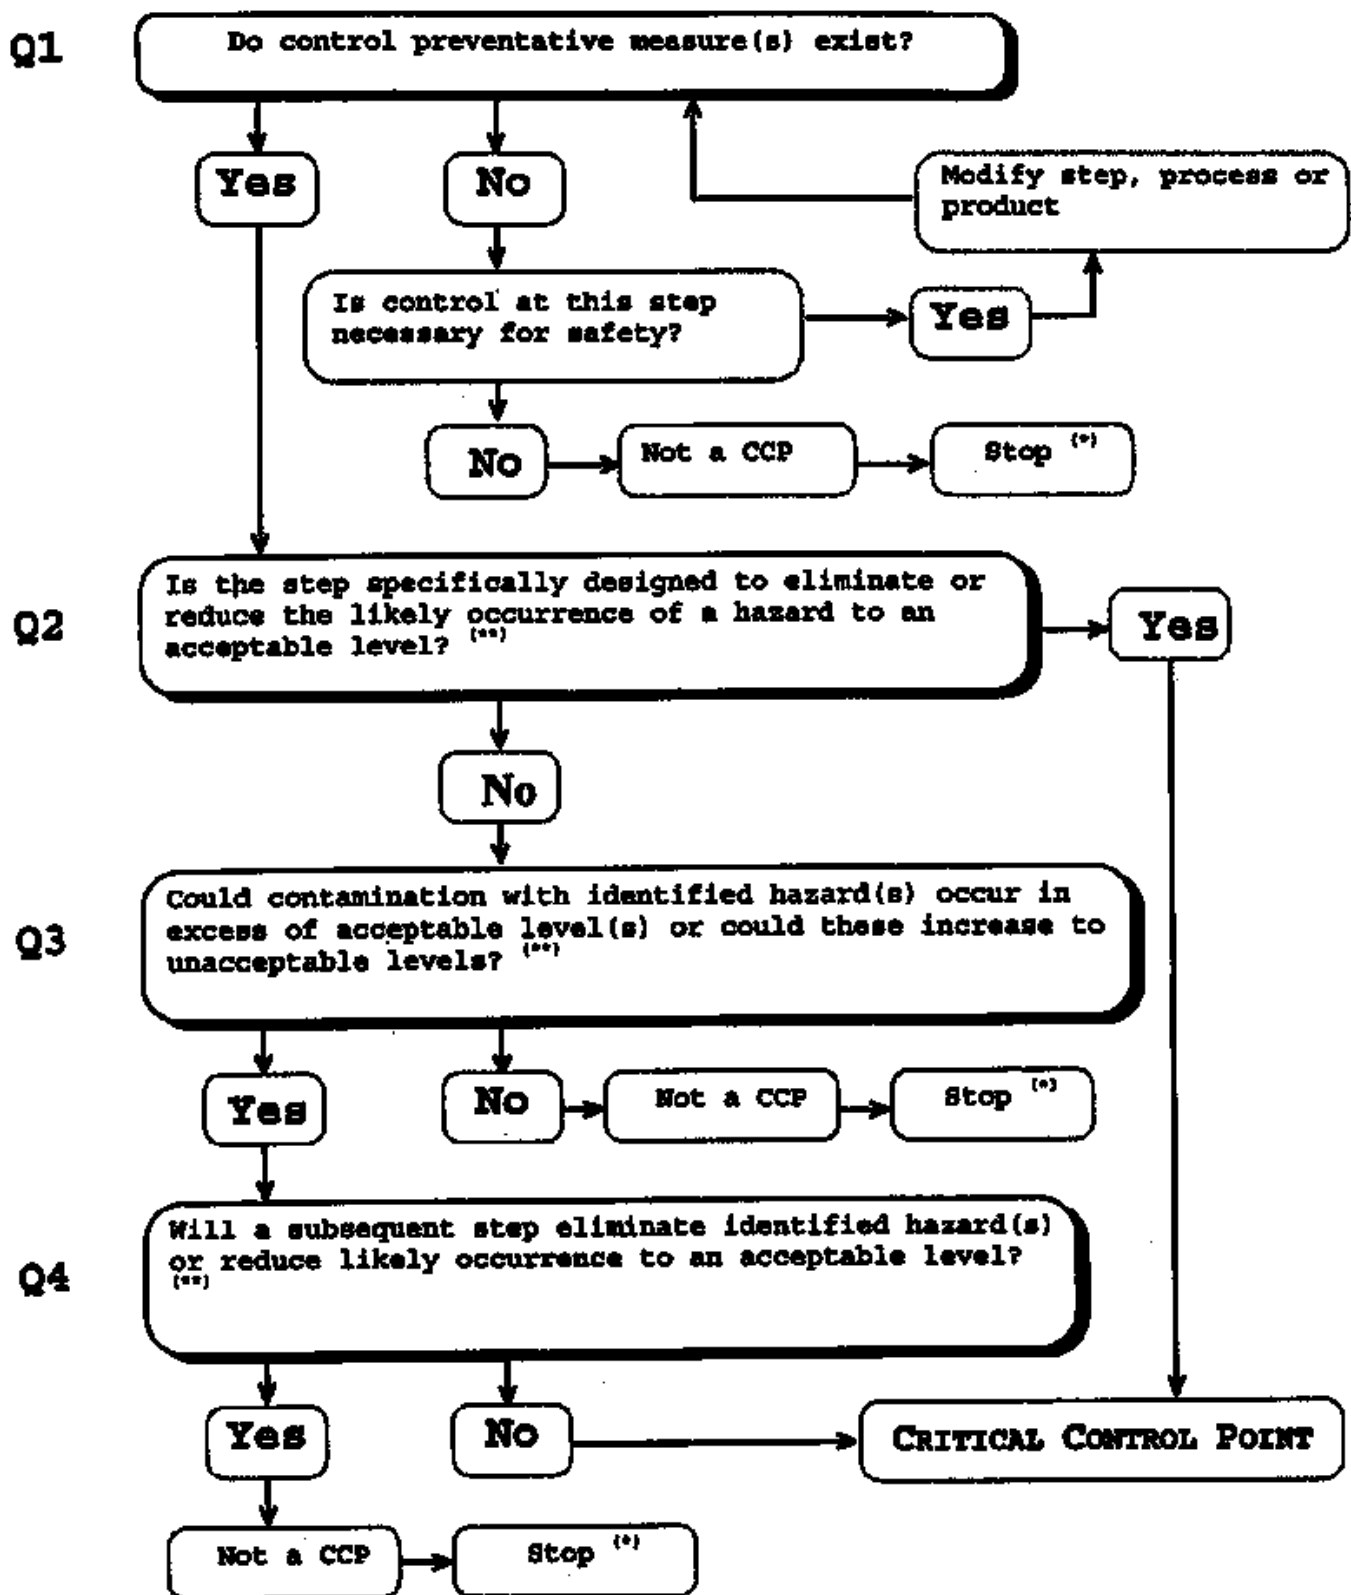 Q1
Do control preventative measure(s) exist?
Yes
No
Modify step, process or
product
Is control at this step
necessary for safety?
Yes
No
Not a CCP
Stop (*)
Q2
Is the step specifically designed to eliminate or
reduce the likely occurrence of a hazard to an
acceptable level? (**)
Yes
No
Q3
Could contamination with identified hazard(s) occur in
excess of acceptable level(s) or could these increase to
unacceptable levels? (**)
Yes
No
Not a CCP
Stop (*)
Q4
Will a subsequent step eliminate identified hazard(s)
or reduce likely occurrence to an acceptable level?
(**)
Yes
No
CRITICAL CONTROL POINT
Not a CCP
Stop (*)